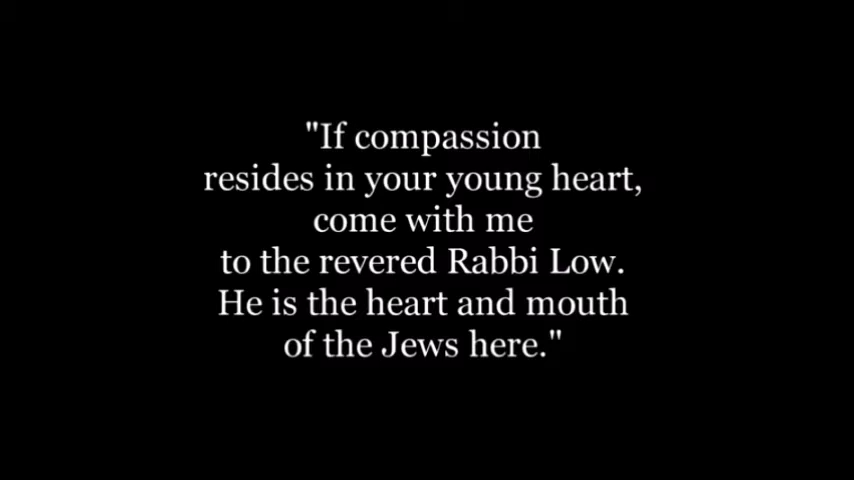 "If compassion
resides in your young heart,
come with me
to the revered Rabbi Low.
He is the heart and mouth
of the Jews here."